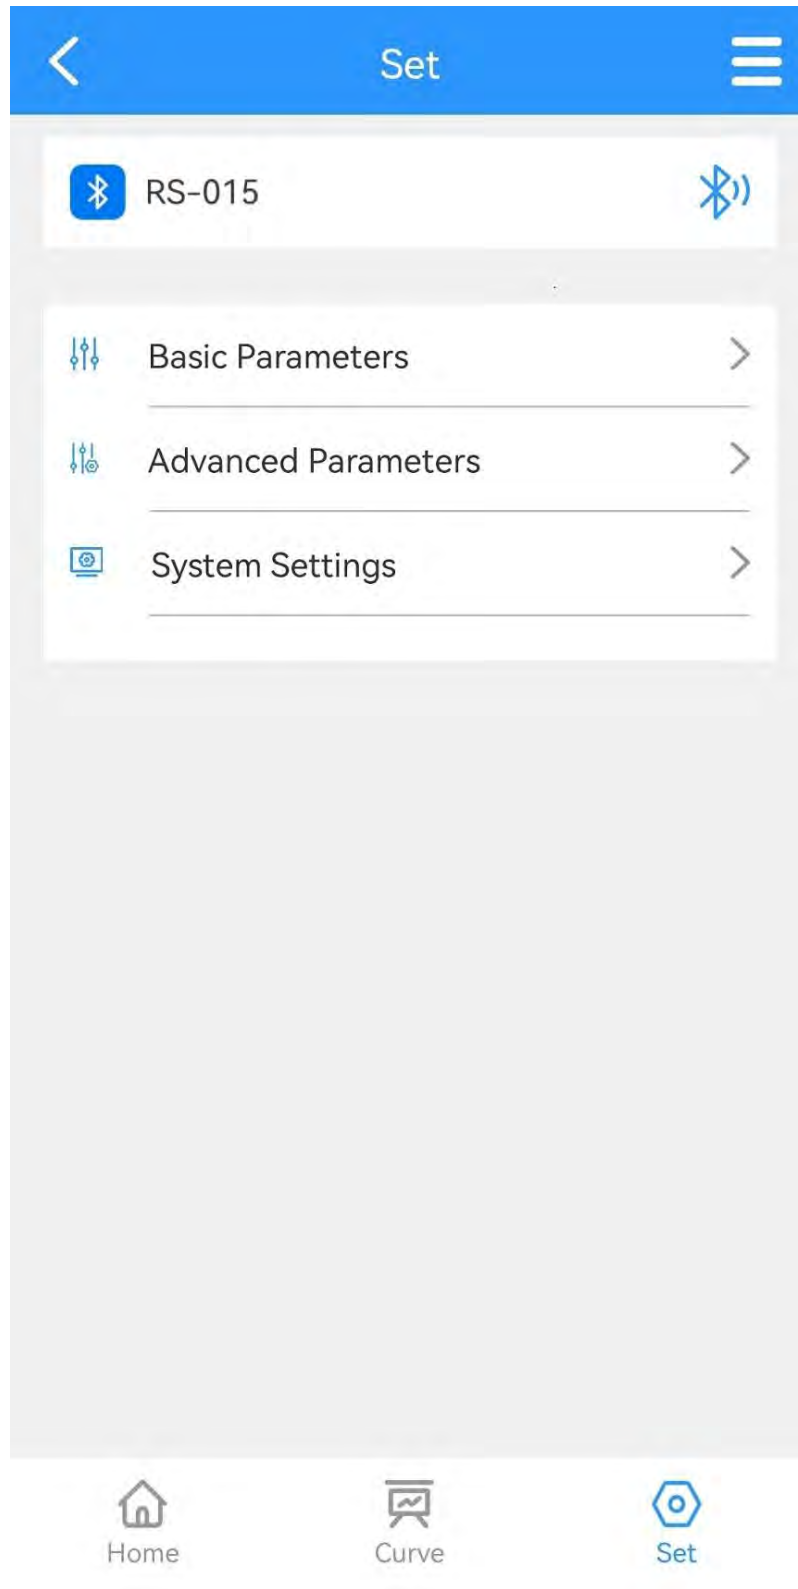 Set
RS-015
Basic Parameters
Advanced Parameters
System Settings
Home Curve Set